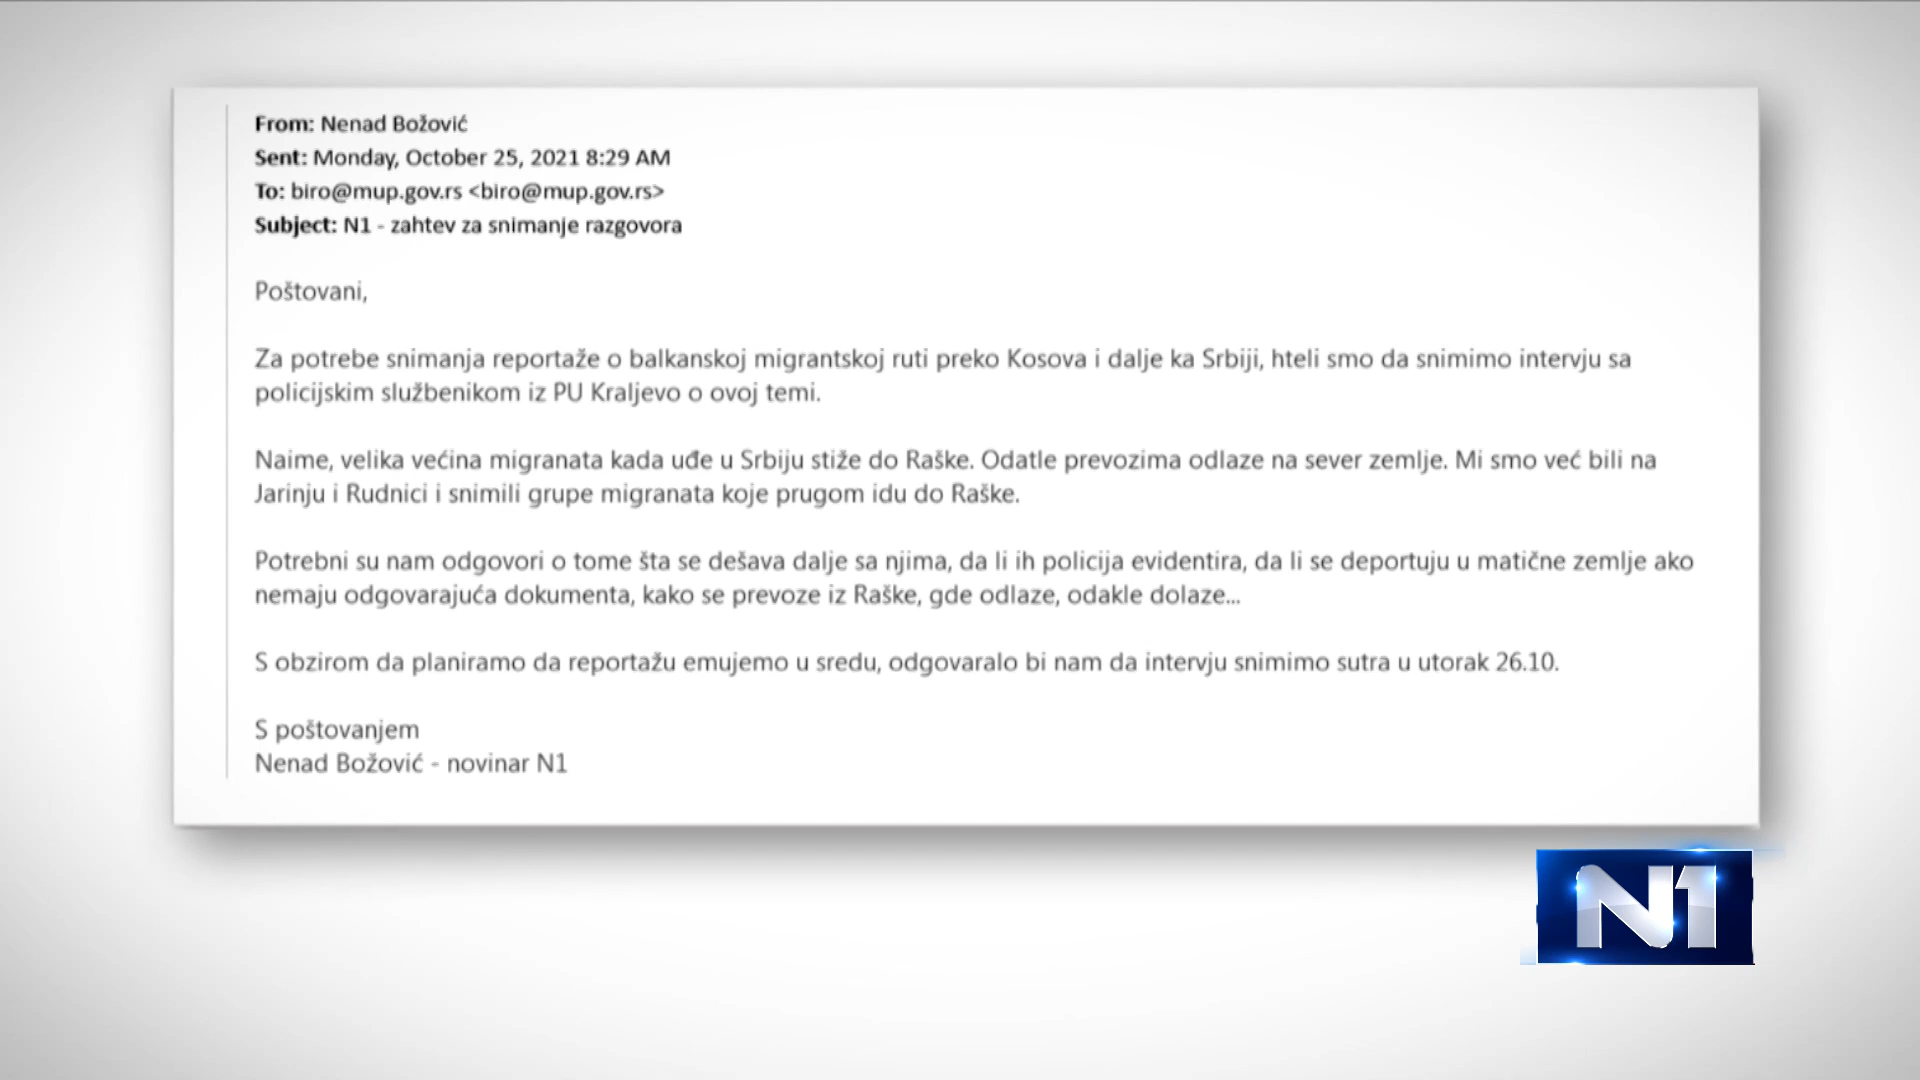 From: Nenad Božović
Sent: Monday, October 25, 2021 8:29 AM
To: biro@mup.gov.rs <biro@mup.gov.rs>
Subject: N1 - zahtev za snimanje razgovora
Poštovani,
Za potrebe snimanja reportaže o balkanskoj migrantskoj ruti preko Kosova i dalje ka Srbiji, hteli smo da snimimo intervju sa
policijskim službenikom iz PU Kraljevo o ovoj temi.
Naime, velika većina migranata kada uđe u Srbiju stiže do Raške. Odatle prevozima odlaze na sever zemlje. Mi smo već bili na
Jarinju i Rudnici i snimili grupe migranata koje prugom idu do Raške.
Potrebni su nam odgovori o tome šta se dešava dalje sa njima, da li ih policija evidentira, da li se deportuju u matične zemlje ako
nemaju odgovarajuća dokumenta, kako se prevoze iz Raške, gde odlaze, odakle dolaze...
S obzirom da planiramo da reportažu emujemo u sredu, odgovaralo bi nam da intervju snimimo sutra u utorak 26.10.
S poštovanjem
Nenad Božović - novinar N1
N1